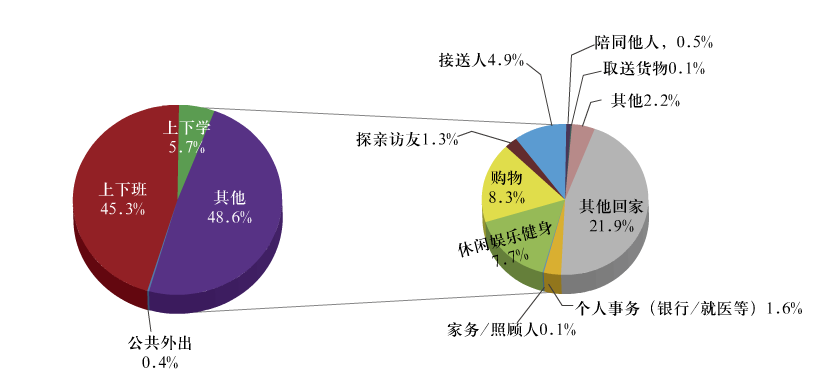 上下学
5.7%
上下班
45.3%
其他
48.6%
公共外出
0.4%
接送人4.9%
陪同他人，0.5%
取送货物0.1%
其他2.2%
探亲访友1.3%
购物
8.3%
其他回家
21.9%
休闲娱乐健身
7.7%
个人事务（银行/就医等）1.6%
家务/照顾人0.1%